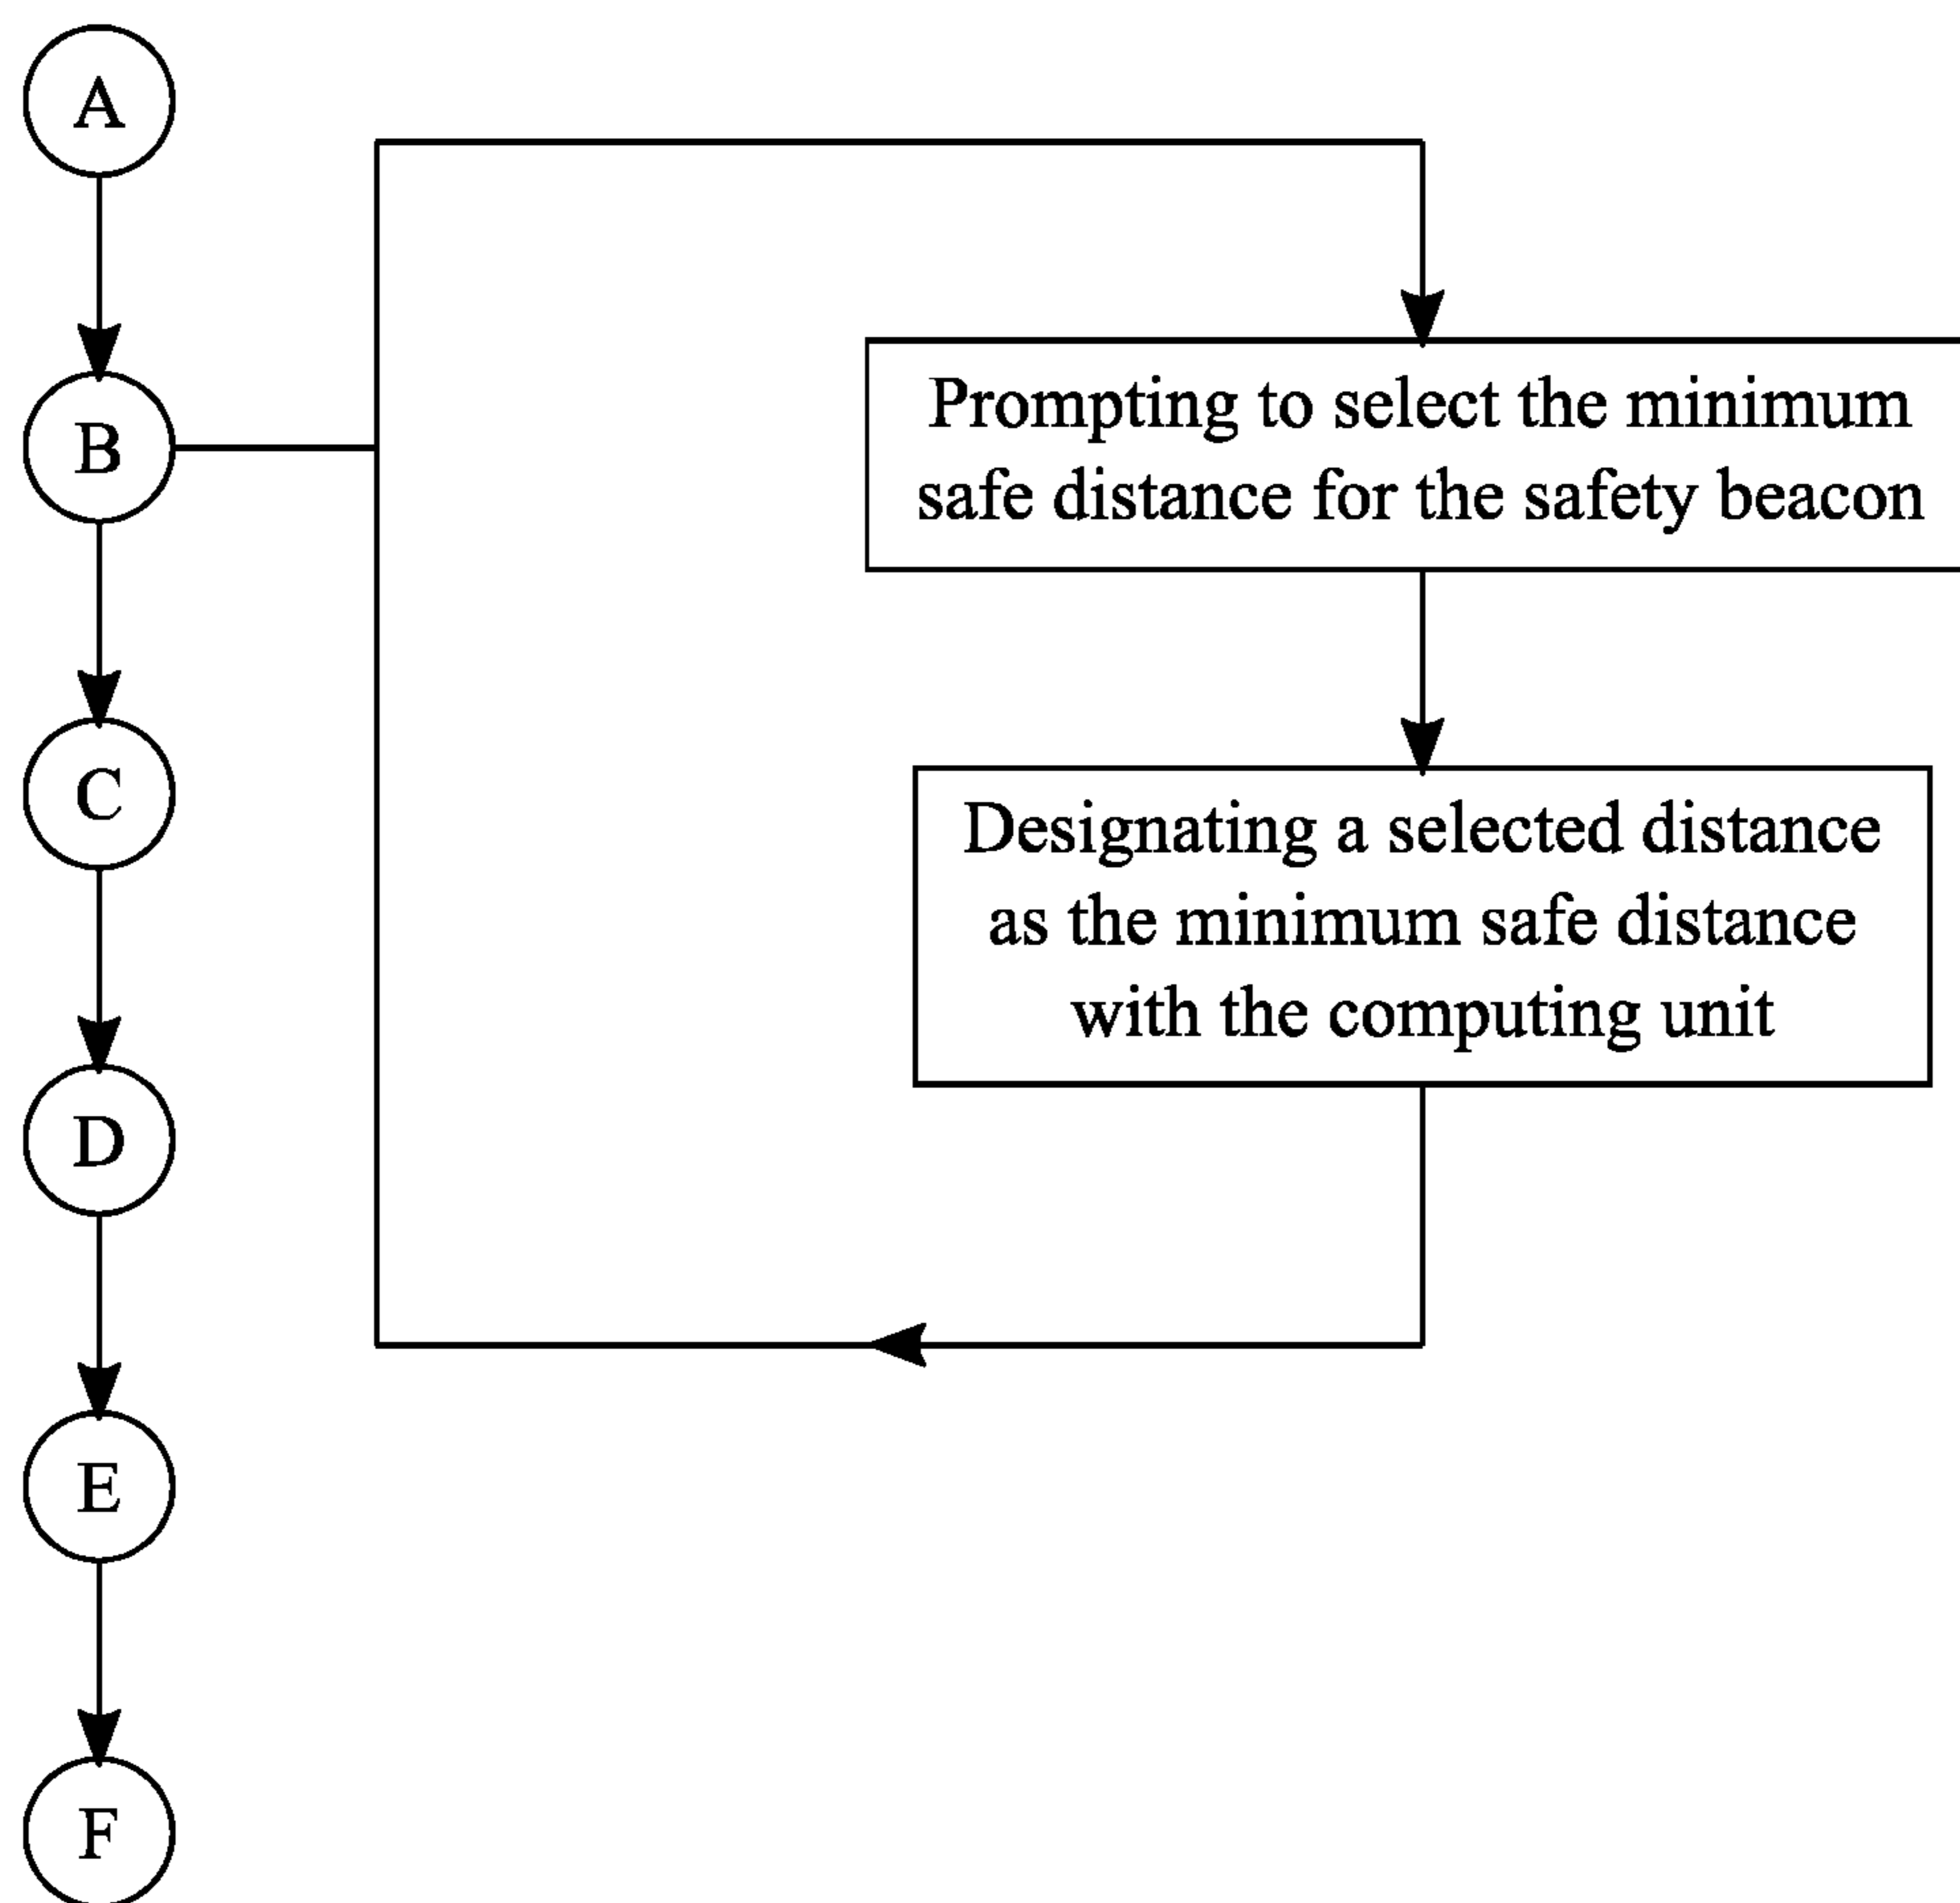 A
B
C
D
E
F
Prompting to select the minimum
safe distance for the safety beacon
Designating a selected distance
as the minimum safe distance
with the computing unit